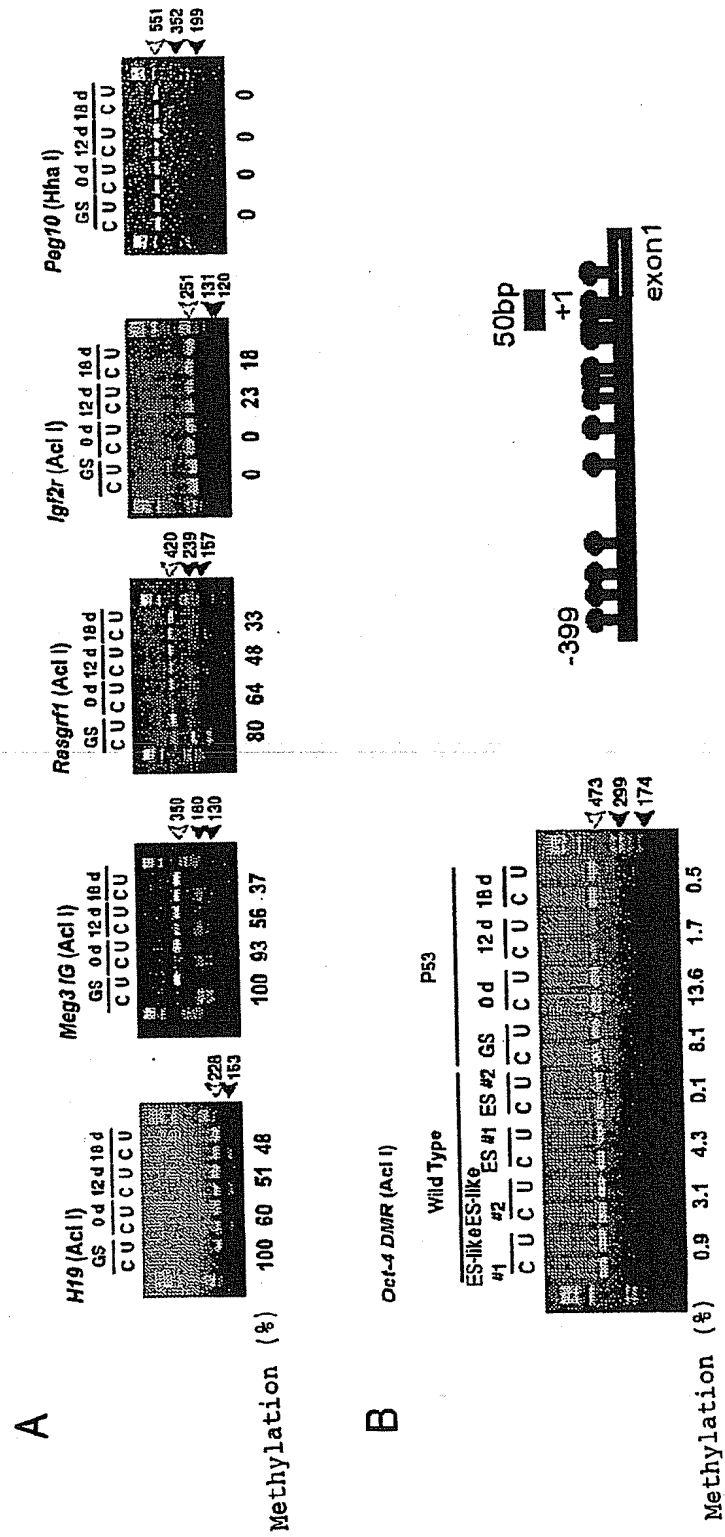 A
H19 (Acl I)
GS 0d 12d 18d
C U C U C U C U
228
153
Methylation (%)
100 60 51 48
Meg3 IG (Acl I)
GS 0d 12d 18d
C U C U C U C U
350
180
130
100 93 56 37
Rasgrf1 (Acl I)
GS 0d 12d 18d
C U C U C U C U
420
239
157
80 64 48 33
Igf2r (Acl I)
GS 0d 12d 18d
C U C U C U C U
251
131
120
0 0 23 18
Peg10 (Hha I)
GS 0d 12d 18d
C U C U C U C U
551
352
199
0 0 0 0
B
Oct-4 DMR (Acl I)
Wild Type P53
ES-like #1 ES-like #2 ES #1 ES #2 GS 0d 12d 18d
C U C U C U C U C U C U C U C U
473
299
174
Methylation (%)
0.9 3.1 4.3 0.1 8.1 13.6 1.7 0.5
50bp
-399
+1
exon1